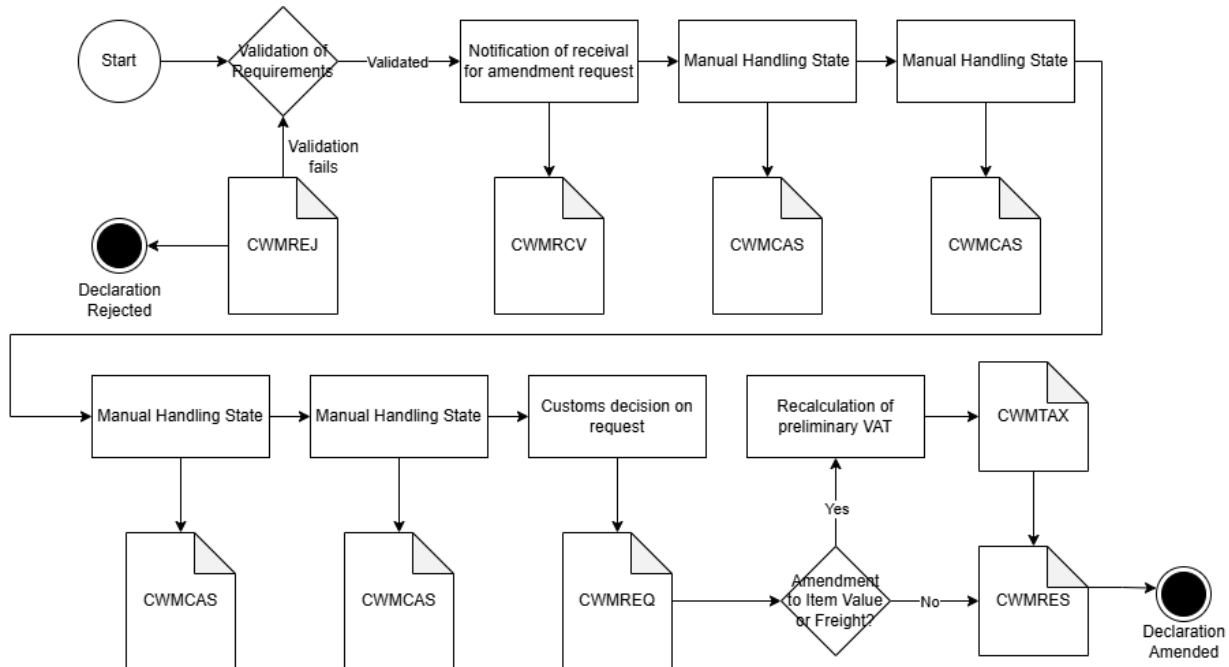 Start
Validation of
Requirements
Validated
Notification of receival
for amendment request
Manual Handling State
Manual Handling State
Validation
fails
CWMREJ
CWMRCV
CWMCAS
CWMCAS
Declaration
Rejected
Manual Handling State
Manual Handling State
Customs decision on
request
Recalculation of
preliminary VAT
CWMTAX
Yes
CWMCAS
CWMCAS
CWMREQ
Amendment
to Item Value
or Freight?
No
CWMRES
Declaration
Amended